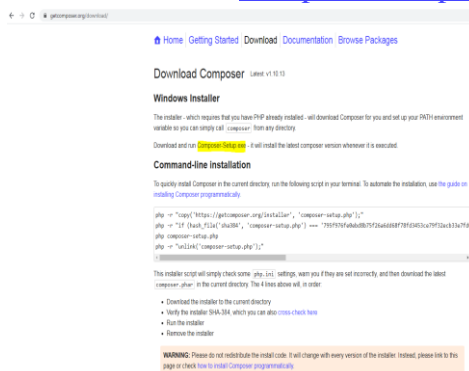 getcomposer.org/download/
Home Getting Started Download Documentation Browse Packages
Download Composer Latest: v1.10.13
Windows Installer
The installer - which requires that you have PHP already installed - will download Composer for you and set up your PATH environment
variable so you can simply call composer from any directory.
Download and run Composer-Setup.exe - it will install the latest composer version whenever it is executed.
Command-line installation
To quickly install Composer in the current directory, run the following script in your terminal. To automate the installation, use the guide on
installing Composer programmatically.
php -r "copy('https://getcomposer.org/installer', 'composer-setup.php');"
php -r "if (hash_file('sha384', 'composer-setup.php') ===
php composer-setup.php
php -r "unlink('composer-setup.php');"
This installer script will simply check some php.ini settings, warn you if they are set incorrectly, and then download the latest
composer.phar in the current directory. The 4 lines above will, in order:
• Download the installer to the current directory
• Verify the installer SHA-384, which you can also cross-check here
• Run the installer
• Remove the installer
WARNING: Please do not redistribute the install code. It will change with every version of the installer. Instead, please link to this
page or check how to install Composer programmatically.